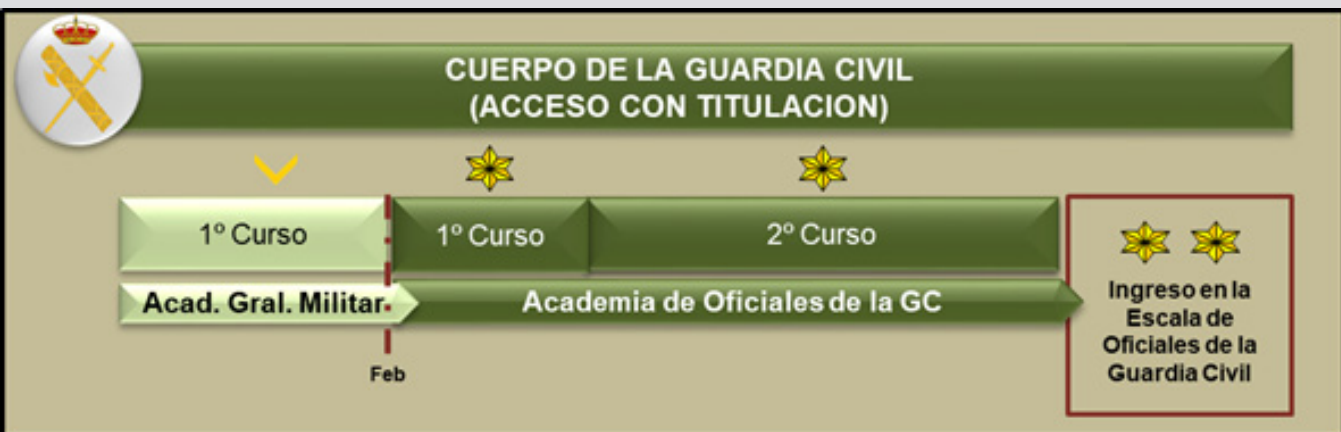 CUERPO DE LA GUARDIA CIVIL
(ACCESO CON TITULACION)
1º Curso
1º Curso
2º Curso
Acad. Gral. Militar
Academia de Oficiales de la GC
Feb
Ingreso en la
Escala de
Oficiales de la
Guardia Civil